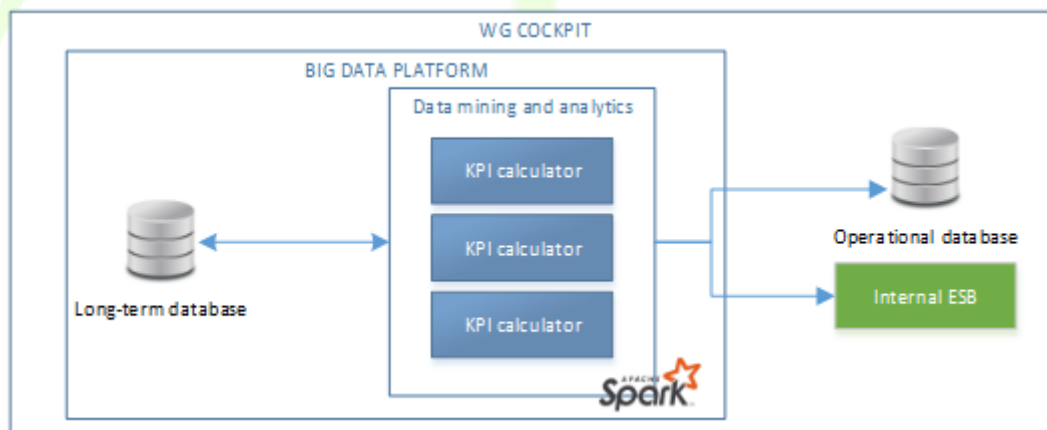 WG COCKPIT
BIG DATA PLATFORM
Data mining and analytics
KPI calculator
KPI calculator
KPI calculator
Long-term database
Operational database
Internal ESB
APACHE
Spark